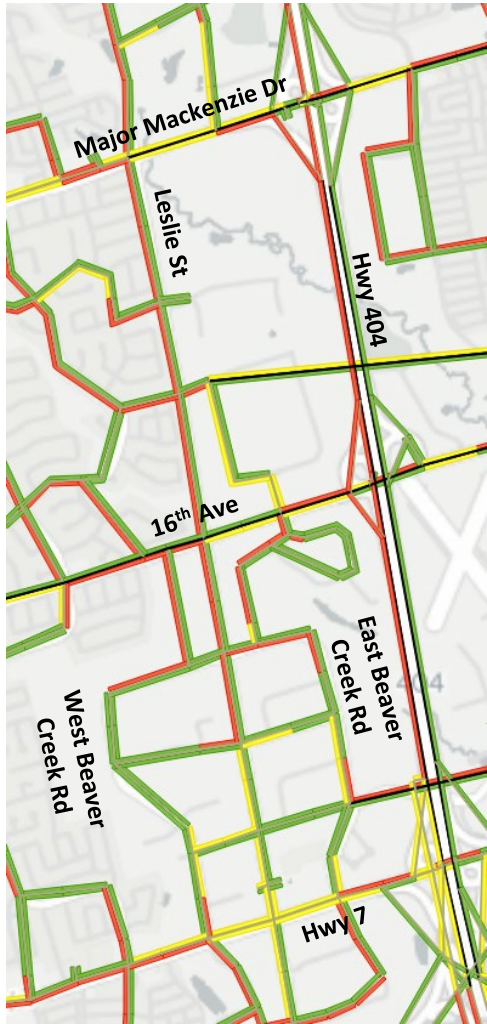 Major Mackenzie Dr
Leslie St
Hwy 404
16th Ave
East Beaver
Creek Rd
West Beaver
Creek Rd
404
Hwy 7